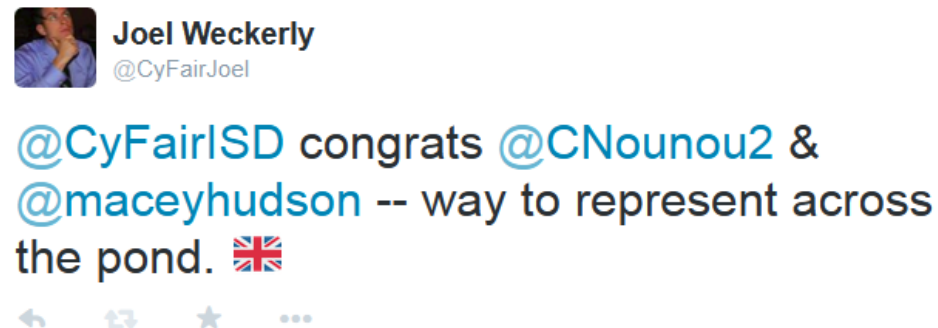 Joel Weckerly
@CyFairJoel
@CyFairISD congrats @CNounou2 &
@maceyhudson -- way to represent across
the pond. 🇬🇧